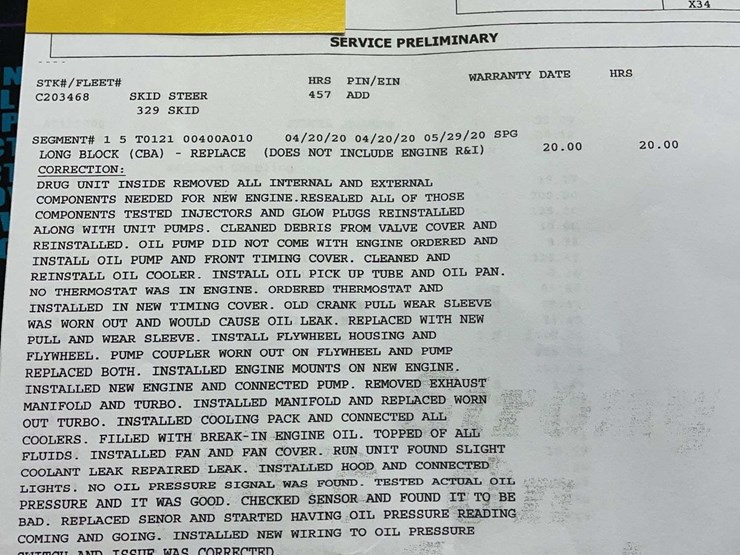 X34
SERVICE PRELIMINARY
STK#/FLEET# HRS PIN/EIN WARRANTY DATE HRS
C203468 SKID STEER 457 ADD
329 SKID
SEGMENT# 1 5 T0121 00400A010 04/20/20 04/20/20 05/29/20 SPG
LONG BLOCK (CBA) - REPLACE (DOES NOT INCLUDE ENGINE R&I) 20.00 20.00
CORRECTION:
DRUG UNIT INSIDE REMOVED ALL INTERNAL AND EXTERNAL
COMPONENTS NEEDED FOR NEW ENGINE.RESEALED ALL OF THOSE
COMPONENTS TESTED INJECTORS AND GLOW PLUGS REINSTALLED
ALONG WITH UNIT PUMPS. CLEANED DEBRIS FROM VALVE COVER AND
REINSTALLED. OIL PUMP DID NOT COME WITH ENGINE ORDERED AND
INSTALL OIL PUMP AND FRONT TIMING COVER. CLEANED AND
REINSTALL OIL COOLER. INSTALL OIL PICK UP TUBE AND OIL PAN.
NO THERMOSTAT WAS IN ENGINE. ORDERED THERMOSTAT AND
INSTALLED IN NEW TIMING COVER. OLD CRANK PULL WEAR SLEEVE
WAS WORN OUT AND WOULD CAUSE OIL LEAK. REPLACED WITH NEW
PULL AND WEAR SLEEVE. INSTALL FLYWHEEL HOUSING AND
FLYWHEEL. PUMP COUPLER WORN OUT ON FLYWHEEL AND PUMP
REPLACED BOTH. INSTALLED ENGINE MOUNTS ON NEW ENGINE.
INSTALLED NEW ENGINE AND CONNECTED PUMP. REMOVED EXHAUST
MANIFOLD AND TURBO. INSTALLED MANIFOLD AND REPLACED WORN
OUT TURBO. INSTALLED COOLING PACK AND CONNECTED ALL
COOLERS. FILLED WITH BREAK-IN ENGINE OIL. TOPPED OF ALL
FLUIDS. INSTALLED FAN AND FAN COVER. RUN UNIT FOUND SLIGHT
COOLANT LEAK REPAIRED LEAK. INSTALLED HOOD AND CONNECTED
LIGHTS. NO OIL PRESSURE SIGNAL WAS FOUND. TESTED ACTUAL OIL
PRESSURE AND IT WAS GOOD. CHECKED SENSOR AND FOUND IT TO BE
BAD. REPLACED SENOR AND STARTED HAVING OIL PRESSURE READING
COMING AND GOING. INSTALLED NEW WIRING TO OIL PRESSURE
SWITCH AND ISSUE WAS CORRECTED